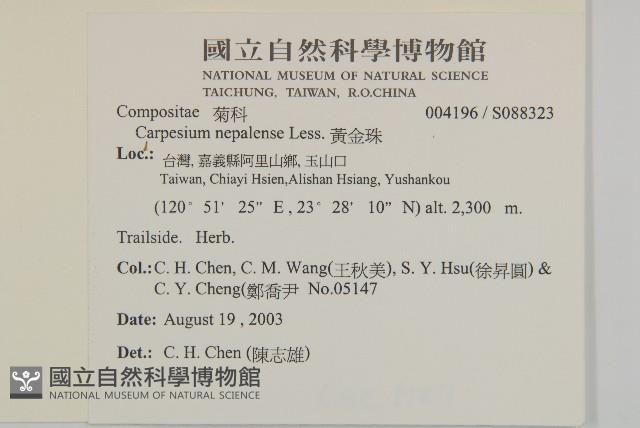 國立自然科學博物館
NATIONAL MUSEUM OF NATURAL SCIENCE
TAICHUNG, TAIWAN, R.O.CHINA
Compositae 菊科 004196 / S088323
Carpesium nepalense Less. 黃金珠
Loc.: 台灣, 嘉義縣阿里山鄉, 玉山口
Taiwan, Chiayi Hsien,Alishan Hsiang, Yushankou
(120° 51' 25" E , 23° 28' 10" N) alt. 2,300 m.
Trailside. Herb.
Col.: C. H. Chen, C. M. Wang(王秋美), S. Y. Hsu(徐昇圓) &
C. Y. Cheng(鄭喬尹 No.05147
Date: August 19 , 2003
Det.: C. H. Chen (陳志雄)
國立自然科學博物館
NATIONAL MUSEUM OF NATURAL SCIENCE